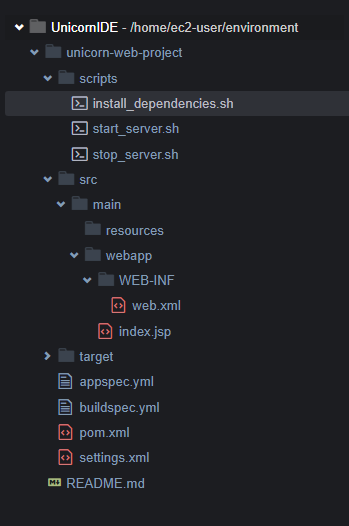 UnicornIDE - /home/ec2-user/environment
unicorn-web-project
scripts
install_dependencies.sh
start_server.sh
stop_server.sh
src
main
resources
webapp
WEB-INF
web.xml
index.jsp
target
appspec.yml
buildspec.yml
pom.xml
settings.xml
README.md